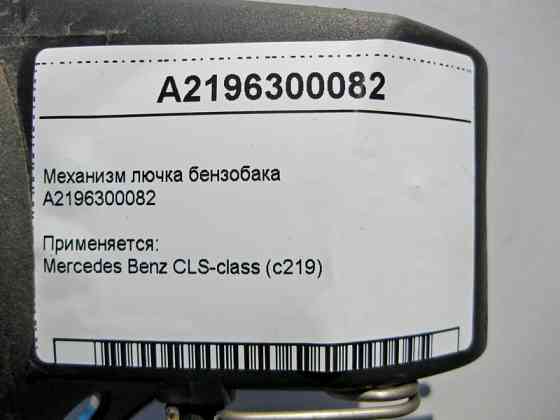 A2196300082
Механизм лючка бензобака
A2196300082
Применяется:
Mercedes Benz CLS-class (c219)